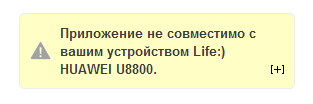 Приложение не совместимо с
вашим устройством Life:)
HUAWEI U8800.
[+]